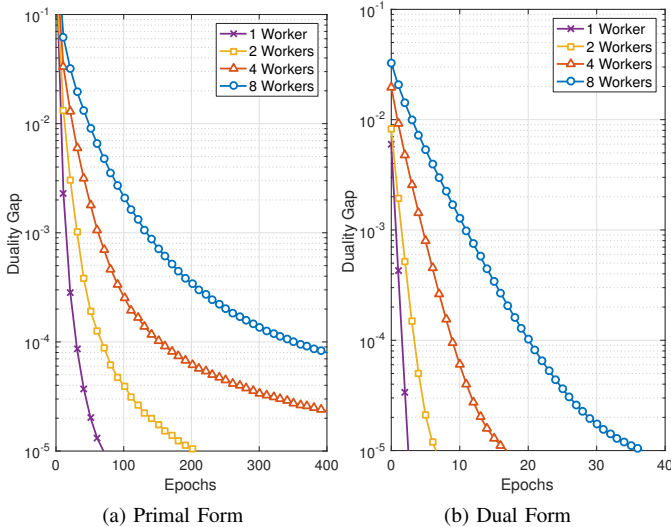 10^-1
10^-2
10^-3
10^-4
10^-5
Duality Gap
0 100 200 300 400
Epochs
1 Worker
2 Workers
4 Workers
8 Workers
(a) Primal Form
10^-1
10^-2
10^-3
10^-4
10^-5
Duality Gap
0 10 20 30 40
Epochs
1 Worker
2 Workers
4 Workers
8 Workers
(b) Dual Form